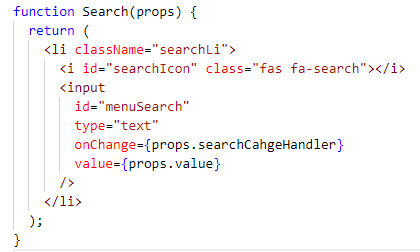 function Search(props) {
  return (
    <li className="searchLi">
      <i id="searchIcon" class="fas fa-search"></i>
      <input
        id="menuSearch"
        type="text"
        onChange={props.searchCahgeHandler}
        value={props.value}
      />
    </li>
  );
}